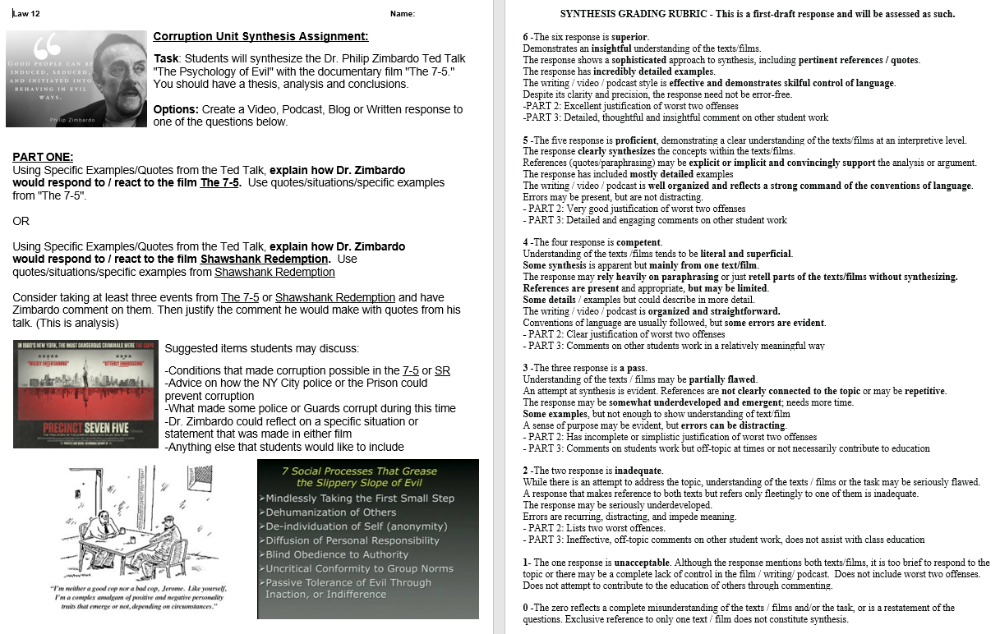 Law 12
Name:
Corruption Unit Synthesis Assignment:
“
GOOD PEOPLE CAN BE
INDUCED, SEDUCED,
AND INITIATED INTO
BEHAVING IN EVIL
WAYS.
Philip Zimbardo
Task: Students will synthesize the Dr. Philip Zimbardo Ted Talk
"The Psychology of Evil" with the documentary film "The 7-5."
You should have a thesis, analysis and conclusions.
Options: Create a Video, Podcast, Blog or Written response to
one of the questions below.
PART ONE:
Using Specific Examples/Quotes from the Ted Talk, explain how Dr. Zimbardo
would respond to / react to the film The 7-5. Use quotes/situations/specific examples
from "The 7-5".
OR
Using Specific Examples/Quotes from the Ted Talk, explain how Dr. Zimbardo
would respond to / react to the film Shawshank Redemption. Use
quotes/situations/specific examples from Shawshank Redemption
Consider taking at least three events from The 7-5 or Shawshank Redemption and have
Zimbardo comment on them. Then justify the comment he would make with quotes from his
talk. (This is analysis)
IN 1980'S NEW YORK, THE MOST DANGEROUS CRIMINALS WERE THE COPS
★★★★★
"WILDLY ENTERTAINING"
★★★★
"UTTERLY ENGROSSING"
PRECINCT SEVEN FIVE
Suggested items students may discuss:
-Conditions that made corruption possible in the 7-5 or SR
-Advice on how the NY City police or the Prison could
prevent corruption
-What made some police or Guards corrupt during this time
-Dr. Zimbardo could reflect on a specific situation or
statement that was made in either film
-Anything else that students would like to include
"I'm neither a good cop nor a bad cop, Jerome. Like yourself,
I'm a complex amalgam of positive and negative personality
traits that emerge or not, depending on circumstances."
7 Social Processes That Grease
the Slippery Slope of Evil
➢Mindlessly Taking the First Small Step
➢Dehumanization of Others
➢De-individuation of Self (anonymity)
➢Diffusion of Personal Responsibility
➢Blind Obedience to Authority
➢Uncritical Conformity to Group Norms
➢Passive Tolerance of Evil Through
Inaction, or Indifference
SYNTHESIS GRADING RUBRIC - This is a first-draft response and will be assessed as such.
6 -The six response is superior.
Demonstrates an insightful understanding of the texts/films.
The response shows a sophisticated approach to synthesis, including pertinent references / quotes.
The response has incredibly detailed examples.
The writing / video / podcast style is effective and demonstrates skilful control of language.
Despite its clarity and precision, the response need not be error-free.
-PART 2: Excellent justification of worst two offenses
-PART 3: Detailed, thoughtful and insightful comment on other student work
5 -The five response is proficient, demonstrating a clear understanding of the texts/films at an interpretive level.
The response clearly synthesizes the concepts within the texts/films.
References (quotes/paraphrasing) may be explicit or implicit and convincingly support the analysis or argument.
The response has included mostly detailed examples
The writing / video / podcast is well organized and reflects a strong command of the conventions of language.
Errors may be present, but are not distracting.
- PART 2: Very good justification of worst two offenses
- PART 3: Detailed and engaging comments on other student work
4 -The four response is competent.
Understanding of the texts /films tends to be literal and superficial.
Some synthesis is apparent but mainly from one text/film.
The response may rely heavily on paraphrasing or just retell parts of the texts/films without synthesizing.
References are present and appropriate, but may be limited.
Some details / examples but could describe in more detail.
The writing / video / podcast is organized and straightforward.
Conventions of language are usually followed, but some errors are evident.
- PART 2: Clear justification of worst two offenses
- PART 3: Comments on other students work in a relatively meaningful way
3 -The three response is a pass.
Understanding of the texts / films may be partially flawed.
An attempt at synthesis is evident. References are not clearly connected to the topic or may be repetitive.
The response may be somewhat underdeveloped and emergent; needs more time.
Some examples, but not enough to show understanding of text/film
A sense of purpose may be evident, but errors can be distracting.
- PART 2: Has incomplete or simplistic justification of worst two offenses
- PART 3: Comments on students work but off-topic at times or not necessarily contribute to education
2 -The two response is inadequate.
While there is an attempt to address the topic, understanding of the texts / films or the task may be seriously flawed.
A response that makes reference to both texts but refers only fleetingly to one of them is inadequate.
The response may be seriously underdeveloped.
Errors are recurring, distracting, and impede meaning.
- PART 2: Lists two worst offences.
- PART 3: Ineffective, off-topic comments on other student work, does not assist with class education
1- The one response is unacceptable. Although the response mentions both texts/films, it is too brief to respond to the
topic or there may be a complete lack of control in the film / writing/ podcast. Does not include worst two offenses.
Does not attempt to contribute to the education of others through commenting.
0 -The zero reflects a complete misunderstanding of the texts / films and/or the task, or is a restatement of the
questions. Exclusive reference to only one text / film does not constitute synthesis.